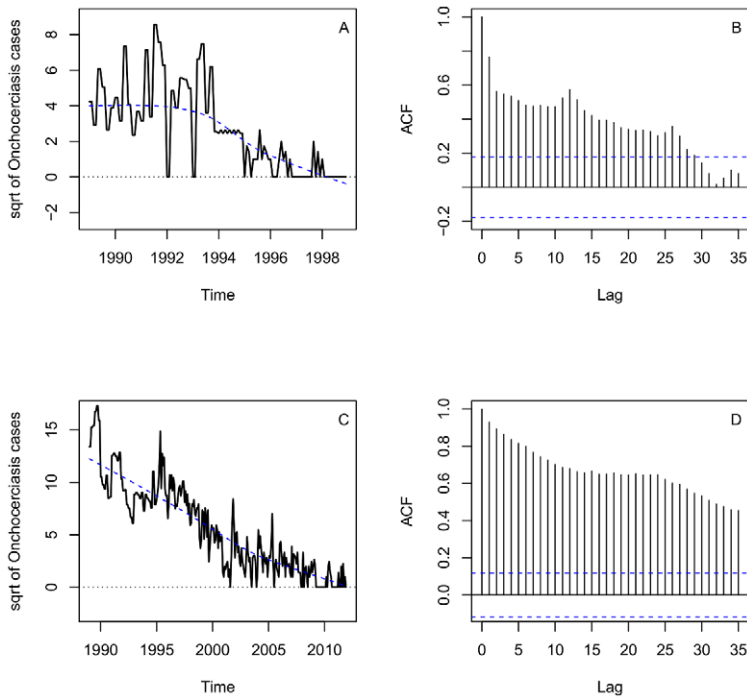 A
sqrt of Onchocerciasis cases
8
6
4
2
0
−2
1990 1992 1994 1996 1998
Time
B
ACF
1.0
0.6
0.2
−0.2
0 5 10 15 20 25 30 35
Lag
C
sqrt of Onchocerciasis cases
15
10
5
0
1990 1995 2000 2005 2010
Time
D
ACF
1.0
0.8
0.6
0.4
0.2
0.0
0 5 10 15 20 25 30 35
Lag